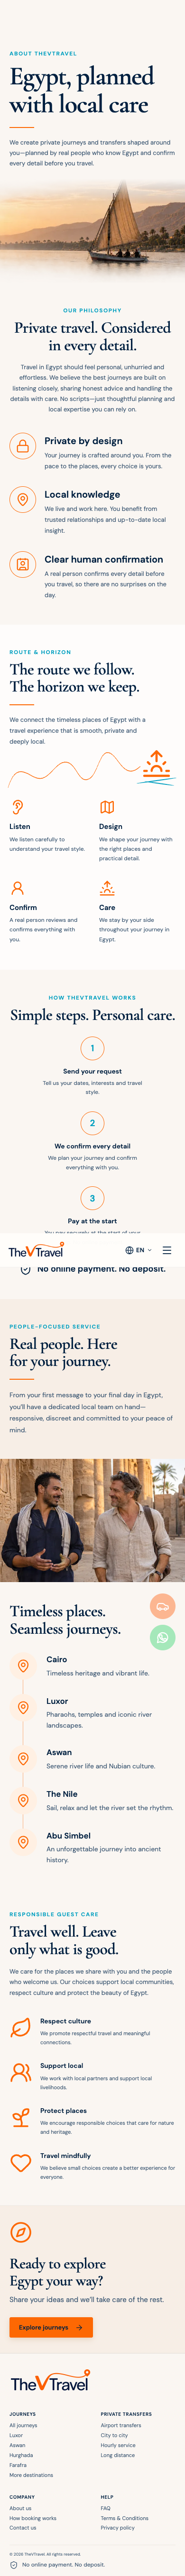 ABOUT THEVTRAVEL
Egypt, planned
with local care
We create private journeys and transfers shaped around
you—planned by real people who know Egypt and confirm
every detail before you travel.
OUR PHILOSOPHY
Private travel. Considered
in every detail.
Travel in Egypt should feel personal, unhurried and
effortless. We believe the best journeys are built on
listening closely, sharing honest advice and handling the
details with care. No scripts—just thoughtful planning and
local expertise you can rely on.
Private by design
Your journey is crafted around you. From the
pace to the places, every choice is yours.
Local knowledge
We live and work here. You benefit from
trusted relationships and up-to-date local
insight.
Clear human confirmation
A real person confirms every detail before
you travel, so there are no surprises on the
day.
ROUTE & HORIZON
The route we follow.
The horizon we keep.
We connect the timeless places of Egypt with a
travel experience that is smooth, private and
deeply local.
Listen
We listen carefully to
understand your travel style.
Design
We shape your journey with
the right places and
practical detail.
Confirm
A real person reviews and
confirms everything with
you.
Care
We stay by your side
throughout your journey in
Egypt.
HOW THEVTRAVEL WORKS
Simple steps. Personal care.
1
Send your request
Tell us your dates, interests and travel
style.
2
We confirm every detail
We plan your journey and confirm
everything with you.
3
Pay at the start
You pay securely at the start of your
TheVTravel
EN
No online payment. No deposit.
PEOPLE-FOCUSED SERVICE
Real people. Here
for your journey.
From your first message to your final day in Egypt,
you'll have a dedicated local team on hand—
responsive, discreet and committed to your peace of
mind.
Timeless places.
Seamless journeys.
Cairo
Timeless heritage and vibrant life.
Luxor
Pharaohs, temples and iconic river
landscapes.
Aswan
Serene river life and Nubian culture.
The Nile
Sail, relax and let the river set the rhythm.
Abu Simbel
An unforgettable journey into ancient
history.
RESPONSIBLE GUEST CARE
Travel well. Leave
only what is good.
We care for the places we share with you and the people
who welcome us. Our choices support local communities,
respect culture and protect the beauty of Egypt.
Respect culture
We promote respectful travel and meaningful
connections.
Support local
We work with local partners and support local
livelihoods.
Protect places
We encourage responsible choices that care for nature
and heritage.
Travel mindfully
We believe small choices create a better experience for
everyone.
Ready to explore
Egypt your way?
Share your ideas and we'll take care of the rest.
Explore journeys
TheVTravel
JOURNEYS
All journeys
Luxor
Aswan
Hurghada
Farafra
More destinations
PRIVATE TRANSFERS
Airport transfers
City to city
Hourly service
Long distance
COMPANY
About us
How booking works
Contact us
HELP
FAQ
Terms & Conditions
Privacy policy
© 2026 TheVTravel. All rights reserved.
No online payment. No deposit.